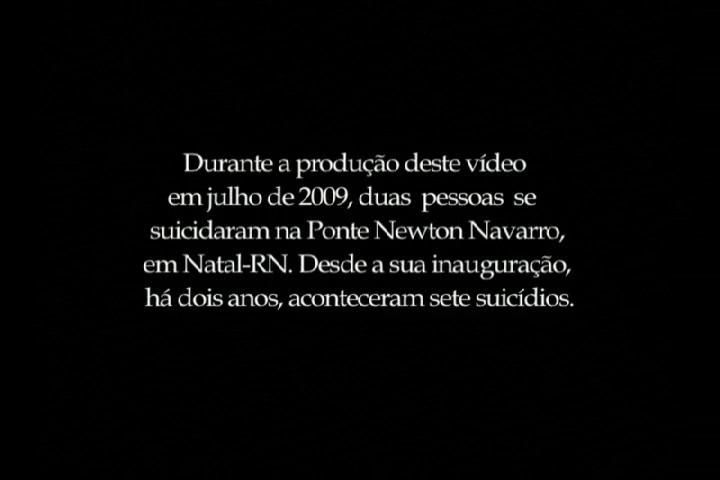 Durante a produção deste vídeo
em julho de 2009, duas pessoas se
suicidaram na Ponte Newton Navarro,
em Natal-RN. Desde a sua inauguração,
há dois anos, aconteceram sete suicídios.